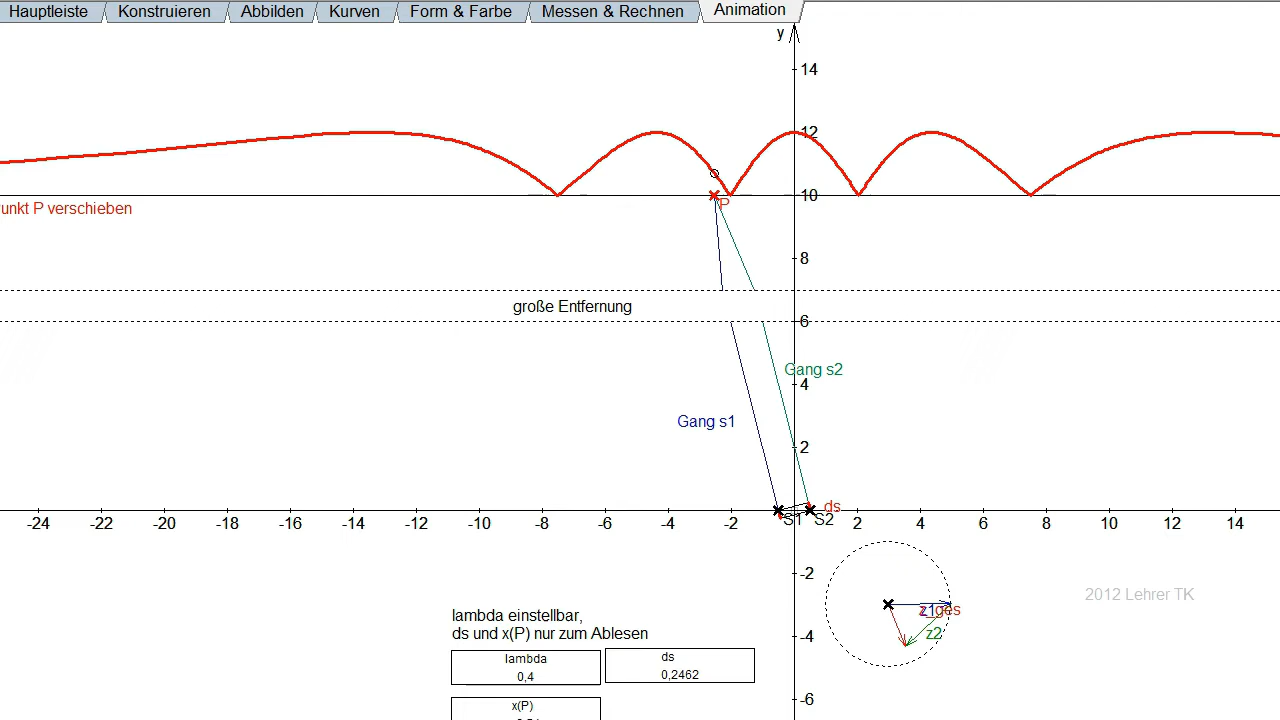 Hauptleiste Konstruieren Abbilden Kurven Form & Farbe Messen & Rechnen Animation
y
14
12
10
unkt P verschieben
P
8
große Entfernung
6
Gang s2
4
Gang s1
2
ds
S1 S2
-24 -22 -20 -18 -16 -14 -12 -10 -8 -6 -4 -2 2 4 6 8 10 12 14
-2
2012 Lehrer TK
z1 z_ges
z2
-4
lambda einstellbar,
ds und x(P) nur zum Ablesen
lambda
0,4
ds
0,2462
-6
x(P)